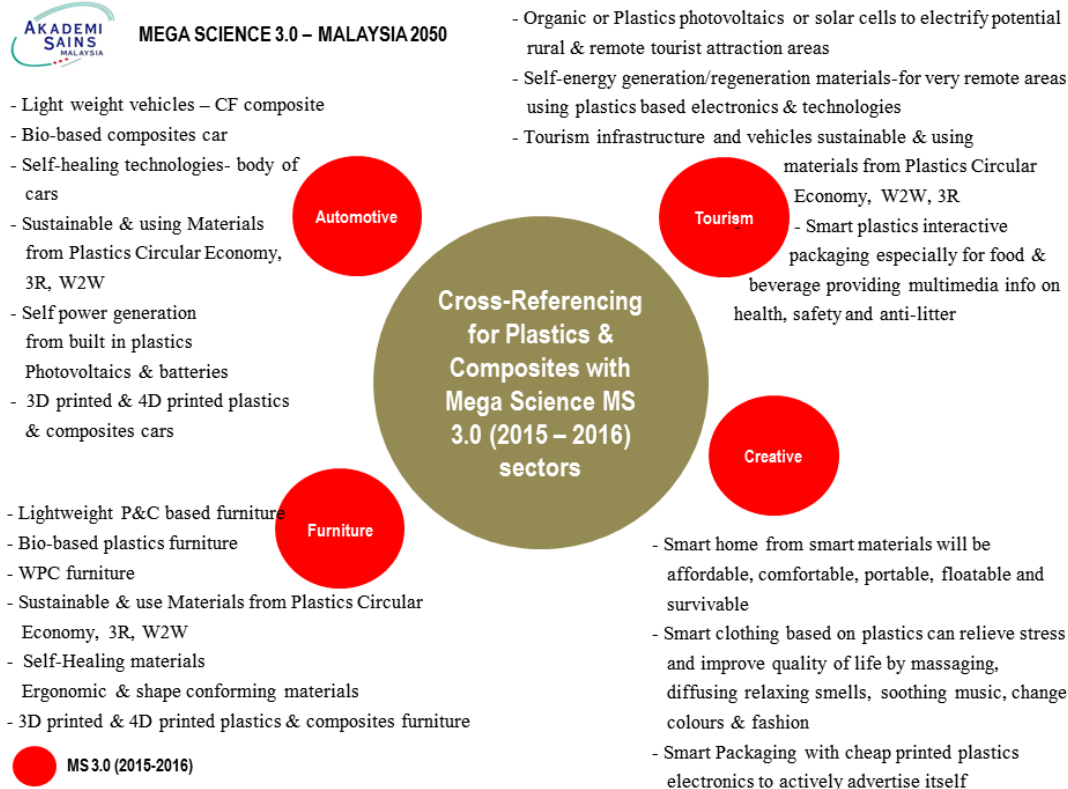 AKADEMI
SAINS
MALAYSIA
MEGA SCIENCE 3.0 – MALAYSIA 2050
- Light weight vehicles – CF composite
- Bio-based composites car
- Self-healing technologies- body of
cars
- Sustainable & using Materials
from Plastics Circular Economy,
3R, W2W
- Self power generation
from built in plastics
Photovoltaics & batteries
- 3D printed & 4D printed plastics
& composites cars
Automotive
- Organic or Plastics photovoltaics or solar cells to electrify potential
rural & remote tourist attraction areas
- Self-energy generation/regeneration materials-for very remote areas
using plastics based electronics & technologies
- Tourism infrastructure and vehicles sustainable & using
materials from Plastics Circular
Economy, W2W, 3R
- Smart plastics interactive
packaging especially for food &
beverage providing multimedia info on
health, safety and anti-litter
Tourism
-
Cross-Referencing
for Plastics &
Composites with
Mega Science MS
3.0 (2015 – 2016)
sectors
Creative
Furniture
- Lightweight P&C based furniture
- Bio-based plastics furniture
- WPC furniture
- Sustainable & use Materials from Plastics Circular
Economy, 3R, W2W
- Self-Healing materials
Ergonomic & shape conforming materials
- 3D printed & 4D printed plastics & composites furniture
- Smart home from smart materials will be
affordable, comfortable, portable, floatable and
survivable
- Smart clothing based on plastics can relieve stress
and improve quality of life by massaging,
diffusing relaxing smells, soothing music, change
colours & fashion
- Smart Packaging with cheap printed plastics
electronics to actively advertise itself
MS 3.0 (2015-2016)